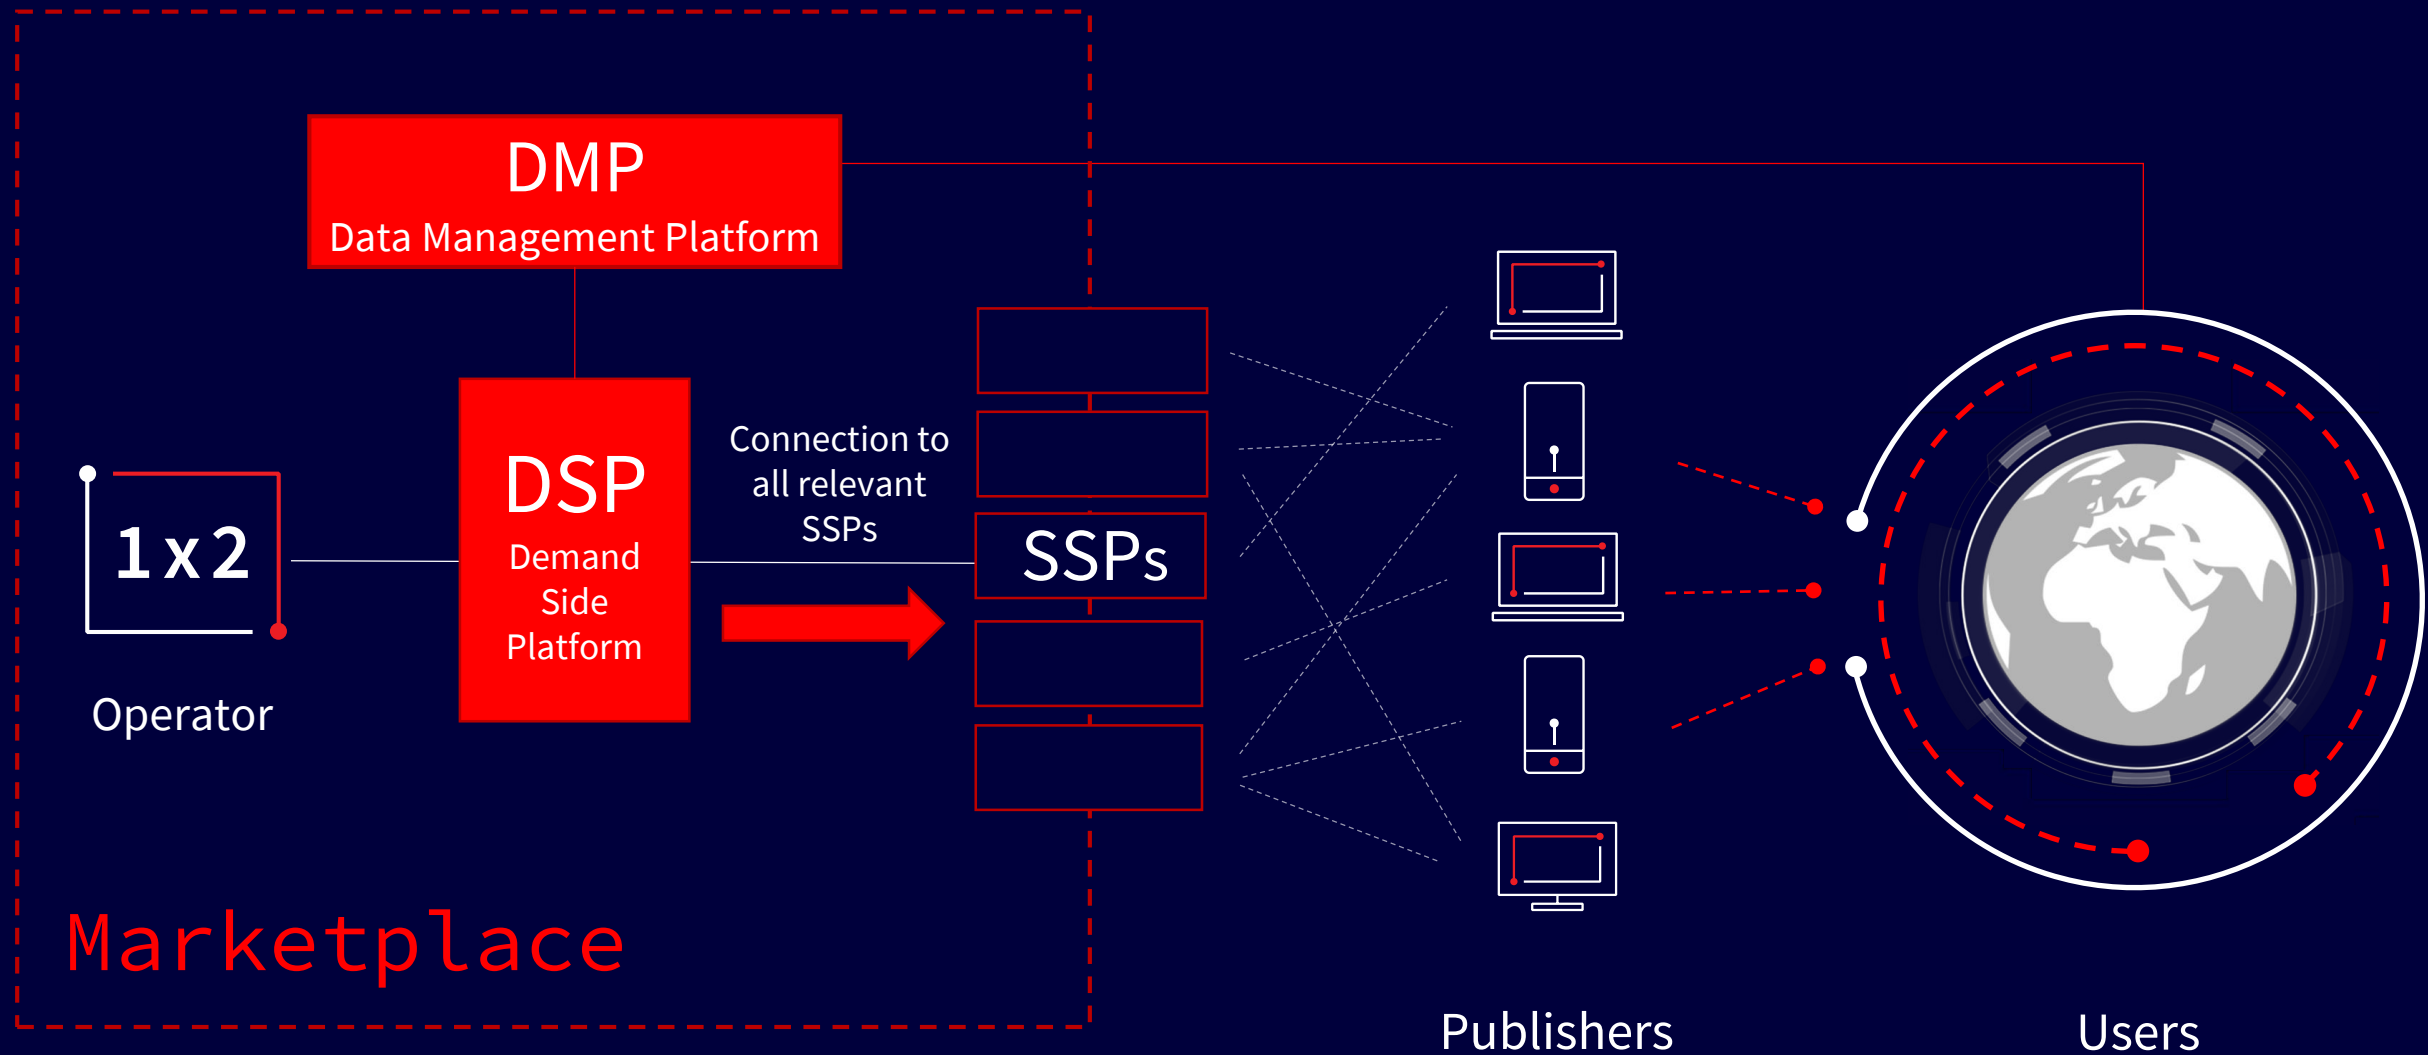 DMP
Data Management Platform
1x2
Operator
DSP
Demand
Side
Platform
Connection to
all relevant
SSPs
SSPs
Marketplace
Publishers
Users